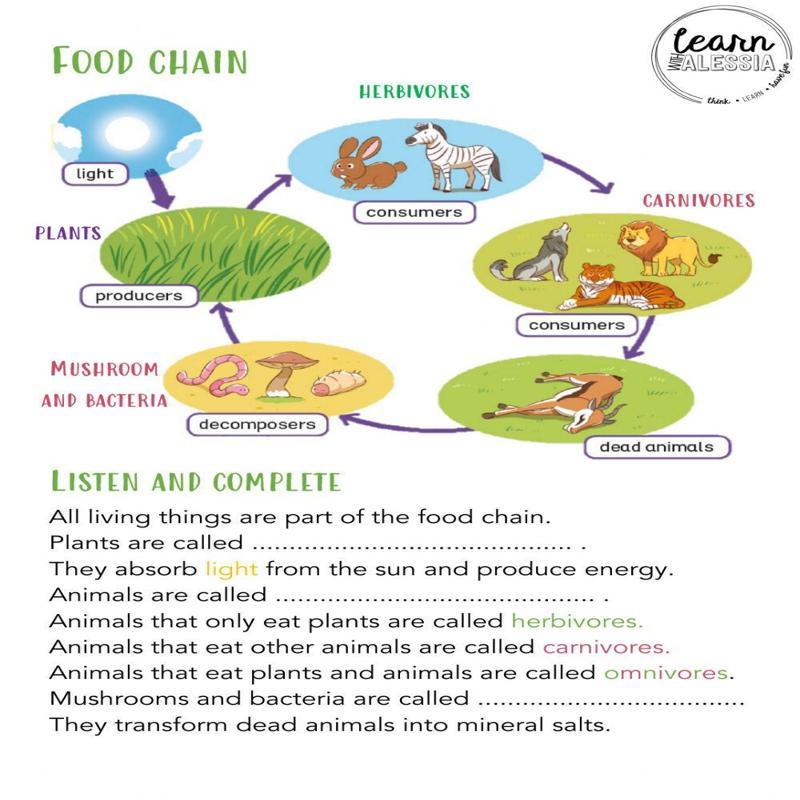 learn
WITH ALESSIA
think • LEARN • have fun
FOOD CHAIN
HERBIVORES
light
consumers
CARNIVORES
PLANTS
producers
consumers
MUSHROOM
AND BACTERIA
decomposers
dead animals
LISTEN AND COMPLETE
All living things are part of the food chain.
Plants are called ........................................... .
They absorb light from the sun and produce energy.
Animals are called ........................................... .
Animals that only eat plants are called herbivores.
Animals that eat other animals are called carnivores.
Animals that eat plants and animals are called omnivores.
Mushrooms and bacteria are called ....................................
They transform dead animals into mineral salts.